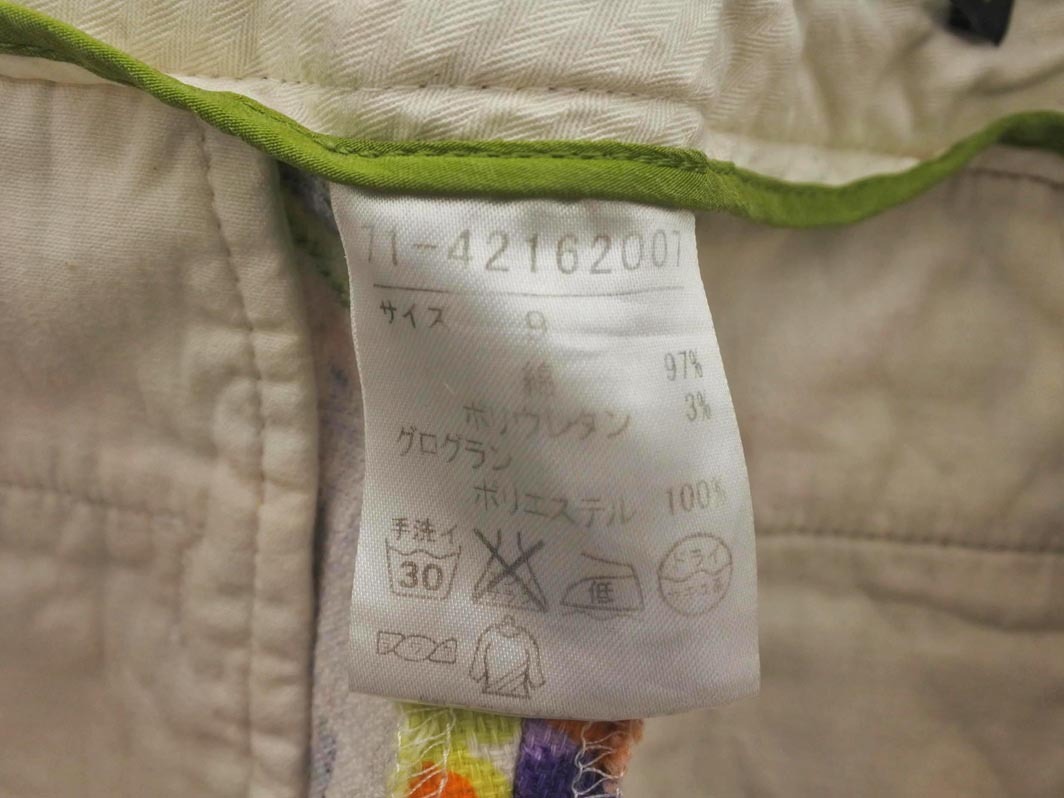 71-42162007
サイズ 9
綿 97%
ポリウレタン 3%
グログラン
ポリエステル 100%
手洗イ
30
低
ドライ